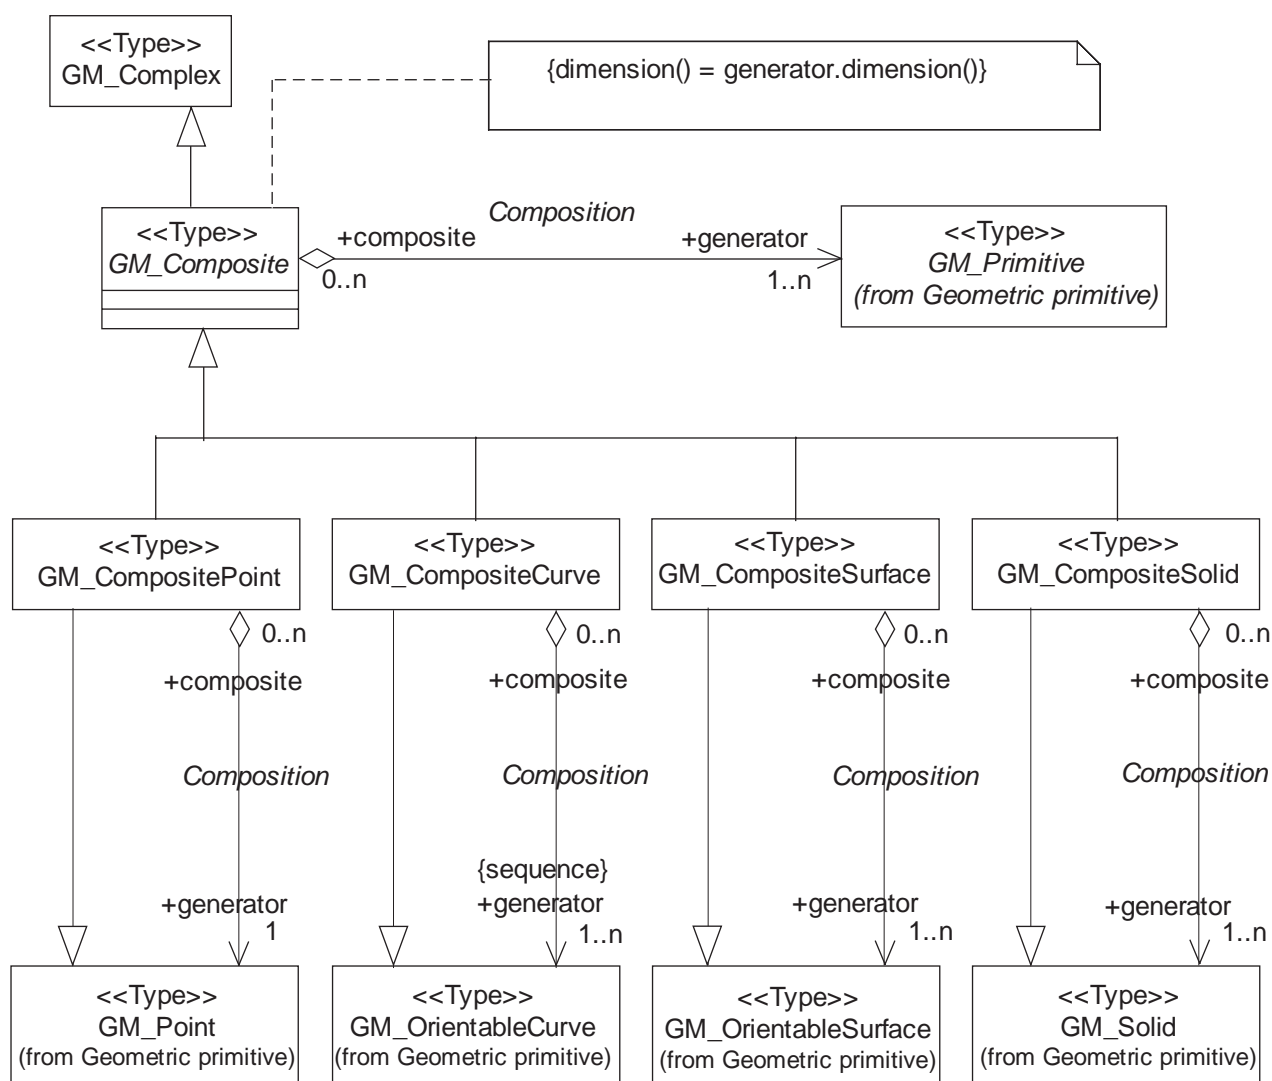 <<Type>>
GM_Complex
{dimension() = generator.dimension()}
<<Type>>
GM_Composite
Composition
+composite
+generator
0..n
1..n
<<Type>>
GM_Primitive
(from Geometric primitive)
<<Type>>
GM_CompositePoint
<<Type>>
GM_CompositeCurve
<<Type>>
GM_CompositeSurface
<<Type>>
GM_CompositeSolid
0..n
0..n
0..n
0..n
+composite
+composite
+composite
+composite
Composition
Composition
Composition
Composition
{sequence}
+generator
+generator
+generator
+generator
1
1..n
1..n
1..n
<<Type>>
GM_Point
(from Geometric primitive)
<<Type>>
GM_OrientableCurve
(from Geometric primitive)
<<Type>>
GM_OrientableSurface
(from Geometric primitive)
<<Type>>
GM_Solid
(from Geometric primitive)